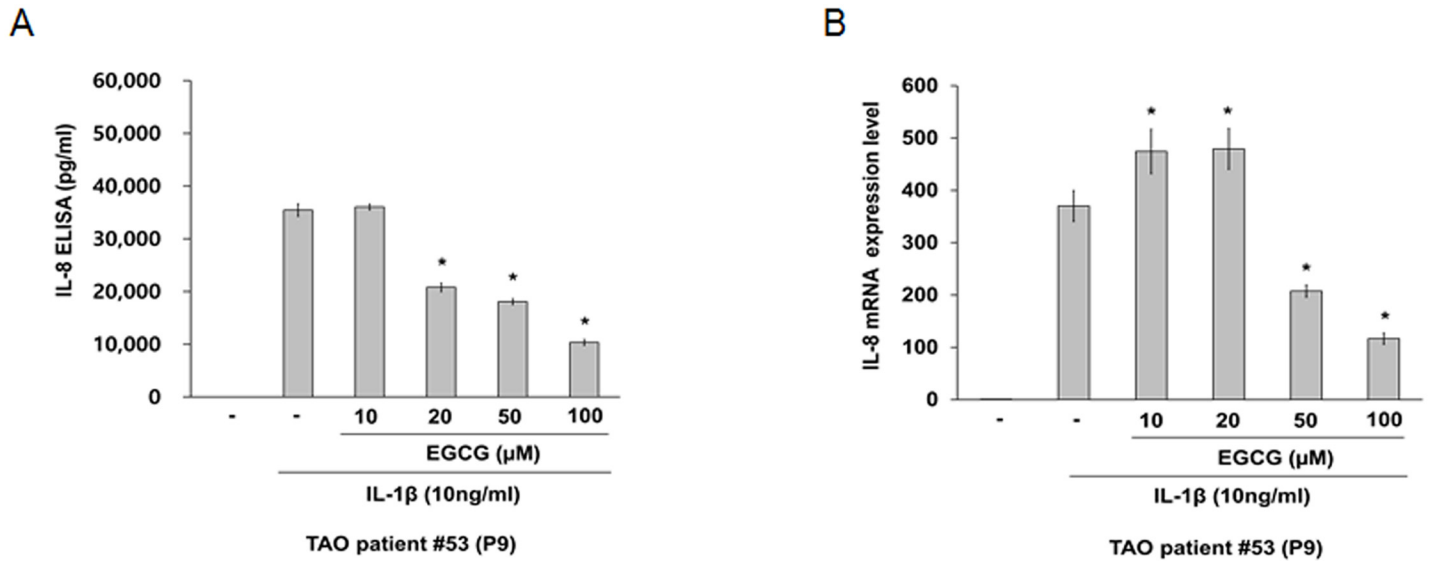 A
IL-8 ELISA (pg/ml)
60,000
50,000
40,000
30,000
20,000
10,000
0
* * *
- - 10 20 50 100
EGCG (µM)
IL-1β (10ng/ml)
TAO patient #53 (P9)
B
IL-8 mRNA expression level
600
500
400
300
200
100
0
* * * *
- - 10 20 50 100
EGCG (µM)
IL-1β (10ng/ml)
TAO patient #53 (P9)